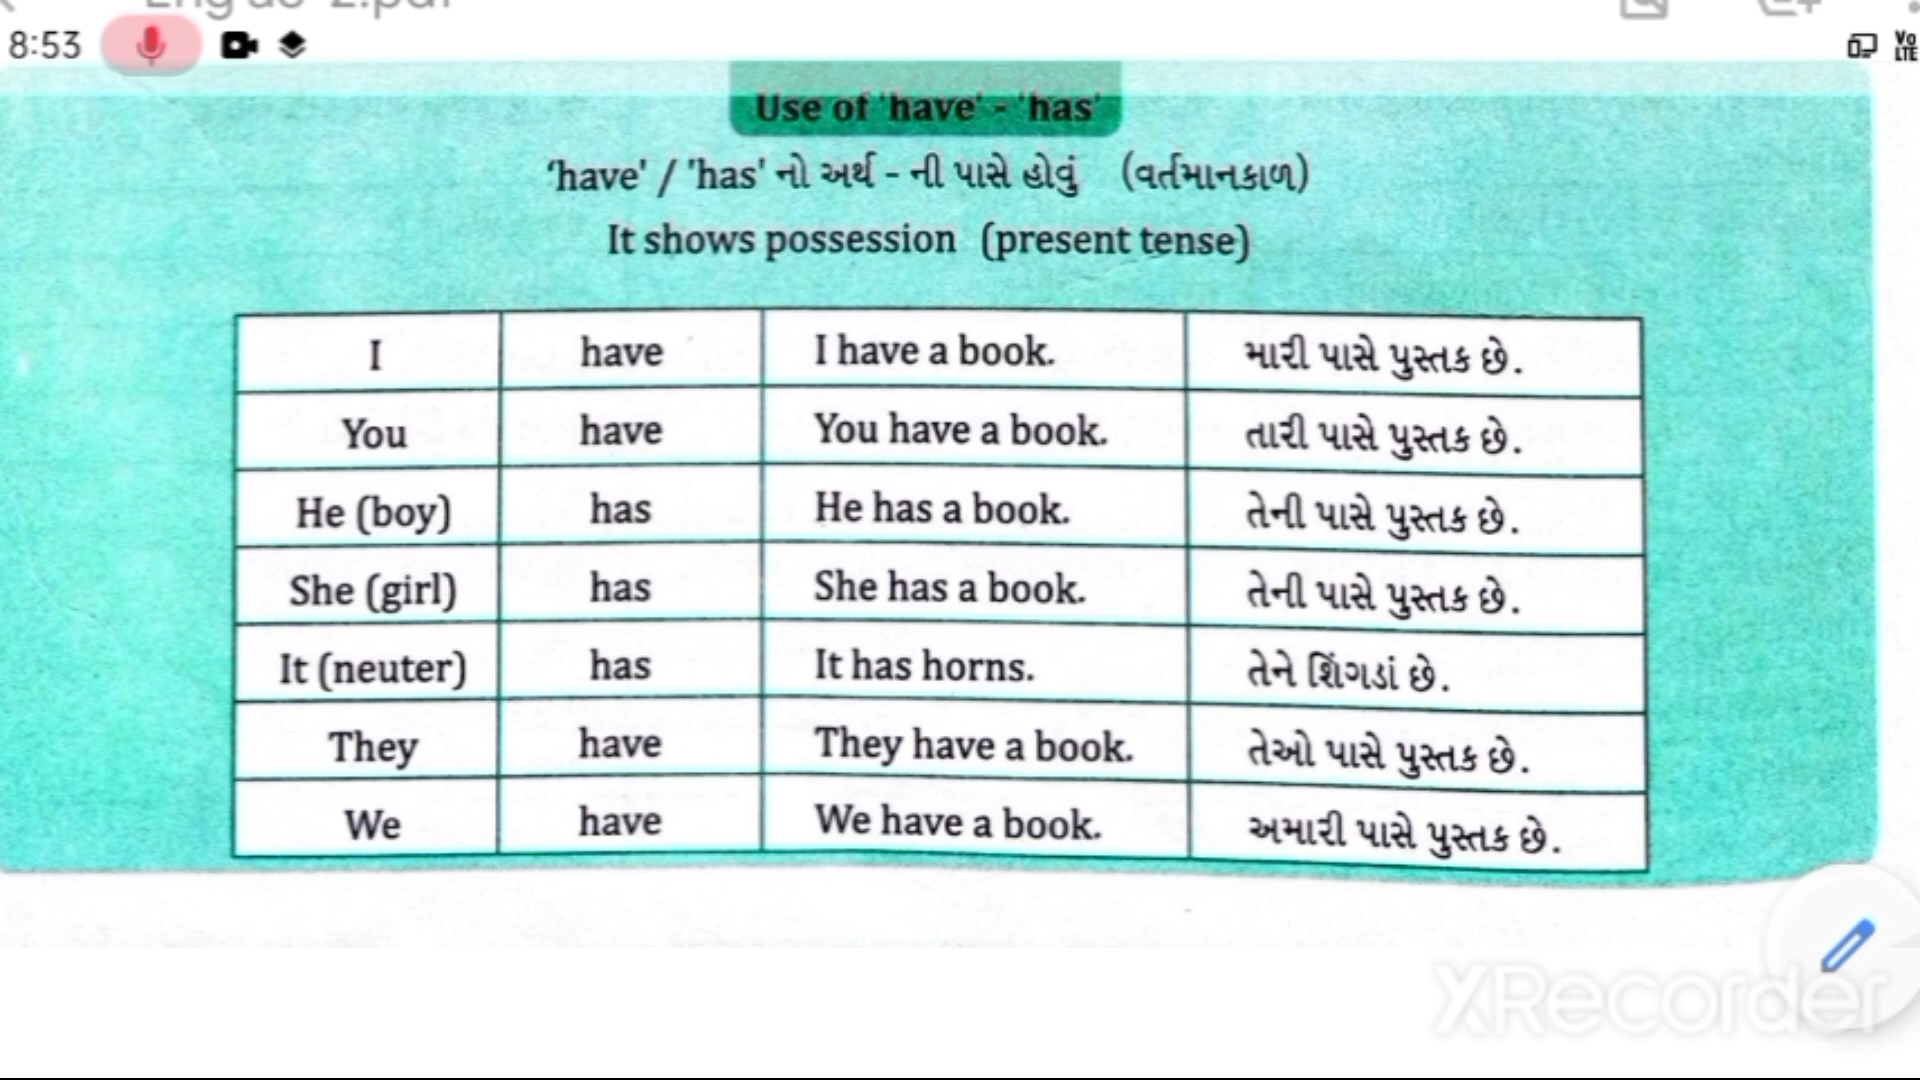 8:53
Use of 'have' - 'has'
‘have' / 'has' નો અર્થ - ની પાસે હોવું (વર્તમાનકાળ)
It shows possession (present tense)
I have I have a book. મારી પાસે પુસ્તક છે.
You have You have a book. તારી પાસે પુસ્તક છે.
He (boy) has He has a book. તેની પાસે પુસ્તક છે.
She (girl) has She has a book. તેની પાસે પુસ્તક છે.
It (neuter) has It has horns. તેને શિંગડાં છે.
They have They have a book. તેઓ પાસે પુસ્તક છે.
We have We have a book. અમારી પાસે પુસ્તક છે.
XRecorder